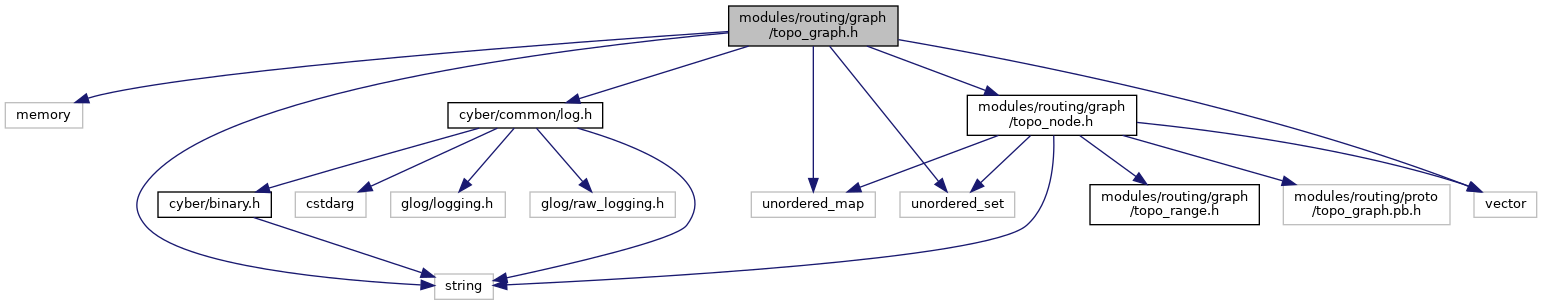 modules/routing/graph
/topo_graph.h
memory
cyber/common/log.h
modules/routing/graph
/topo_node.h
cyber/binary.h
cstdarg
glog/logging.h
glog/raw_logging.h
unordered_map
unordered_set
modules/routing/graph
/topo_range.h
modules/routing/proto
/topo_graph.pb.h
vector
string